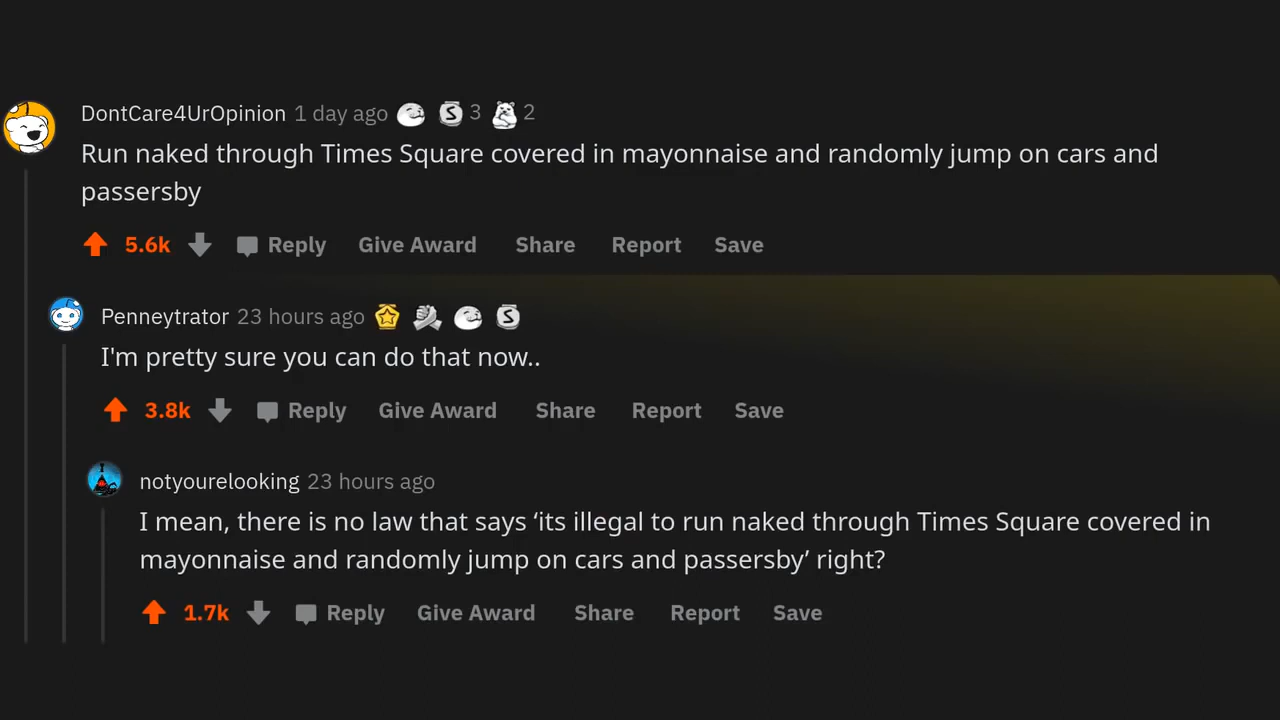 DontCare4UrOpinion 1 day ago 3 2
Run naked through Times Square covered in mayonnaise and randomly jump on cars and
passersby
5.6k Reply Give Award Share Report Save
Penneytrator 23 hours ago S
I'm pretty sure you can do that now..
3.8k Reply Give Award Share Report Save
notyourelooking 23 hours ago
I mean, there is no law that says ‘its illegal to run naked through Times Square covered in
mayonnaise and randomly jump on cars and passersby’ right?
1.7k Reply Give Award Share Report Save